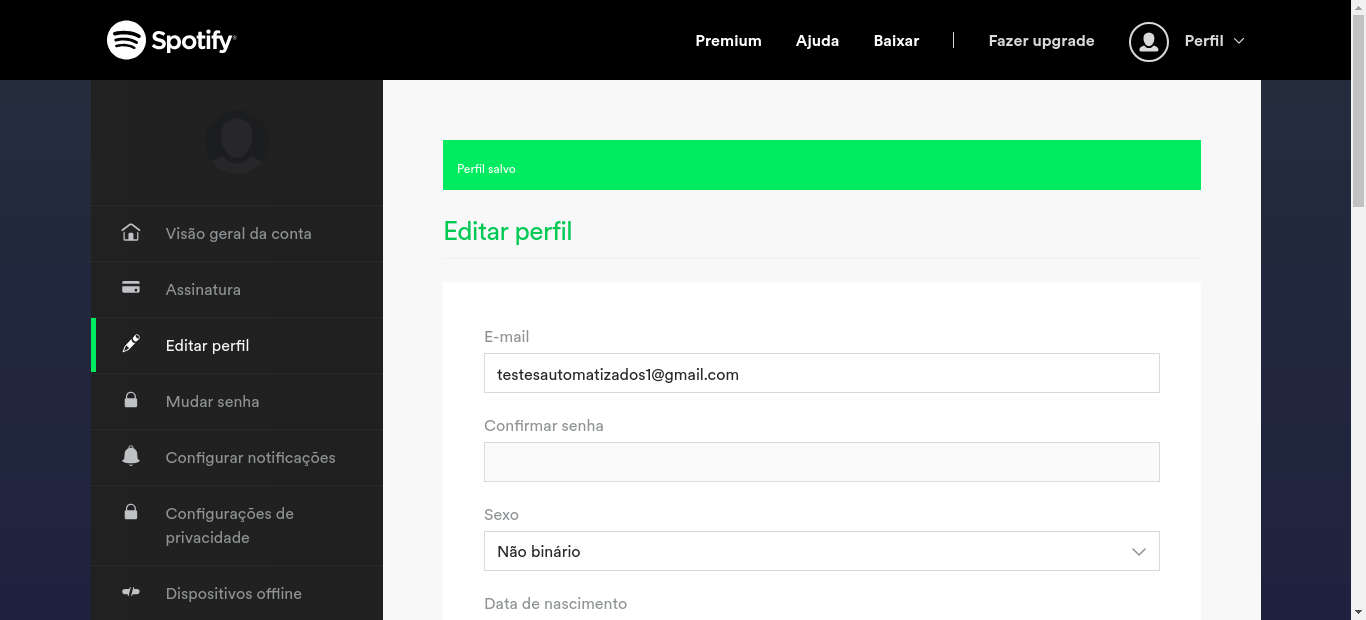 Spotify®
Premium
Ajuda
Baixar
Fazer upgrade
Perfil
Visão geral da conta
Assinatura
Editar perfil
Mudar senha
Configurar notificações
Configurações de
privacidade
Dispositivos offline
Perfil salvo
Editar perfil
E-mail
testesautomatizados1@gmail.com
Confirmar senha
Sexo
Não binário
Data de nascimento